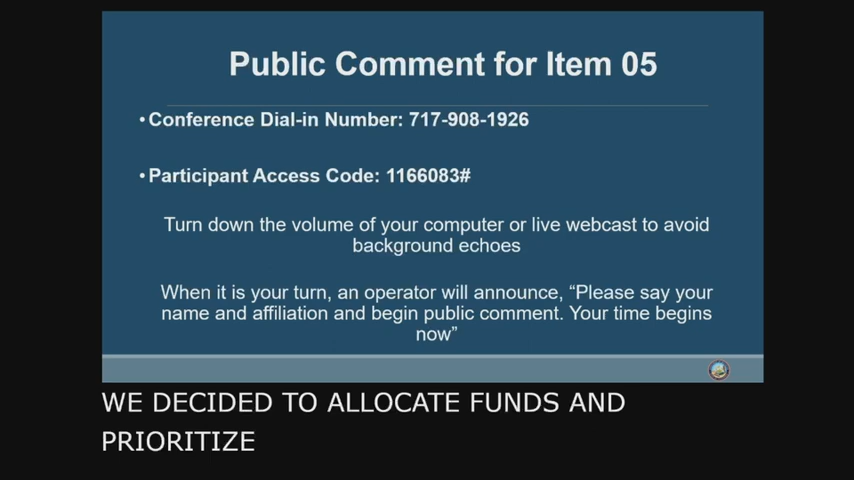 Public Comment for Item 05
•Conference Dial-in Number: 717-908-1926
•Participant Access Code: 1166083#
Turn down the volume of your computer or live webcast to avoid
background echoes
When it is your turn, an operator will announce, “Please say your
name and affiliation and begin public comment. Your time begins
now”
WE DECIDED TO ALLOCATE FUNDS AND
PRIORITIZE